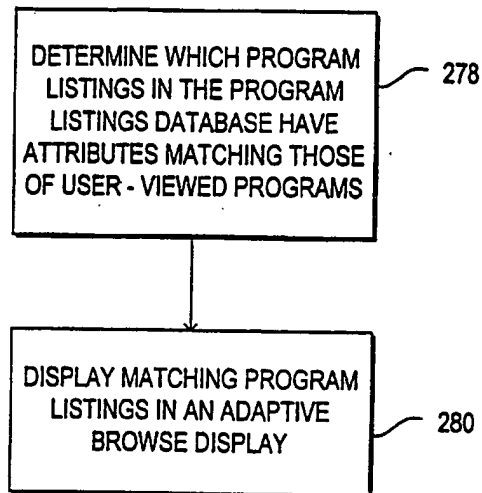 DETERMINE WHICH PROGRAM
LISTINGS IN THE PROGRAM
LISTINGS DATABASE HAVE
ATTRIBUTES MATCHING THOSE
OF USER - VIEWED PROGRAMS
278
DISPLAY MATCHING PROGRAM
LISTINGS IN AN ADAPTIVE
BROWSE DISPLAY
280